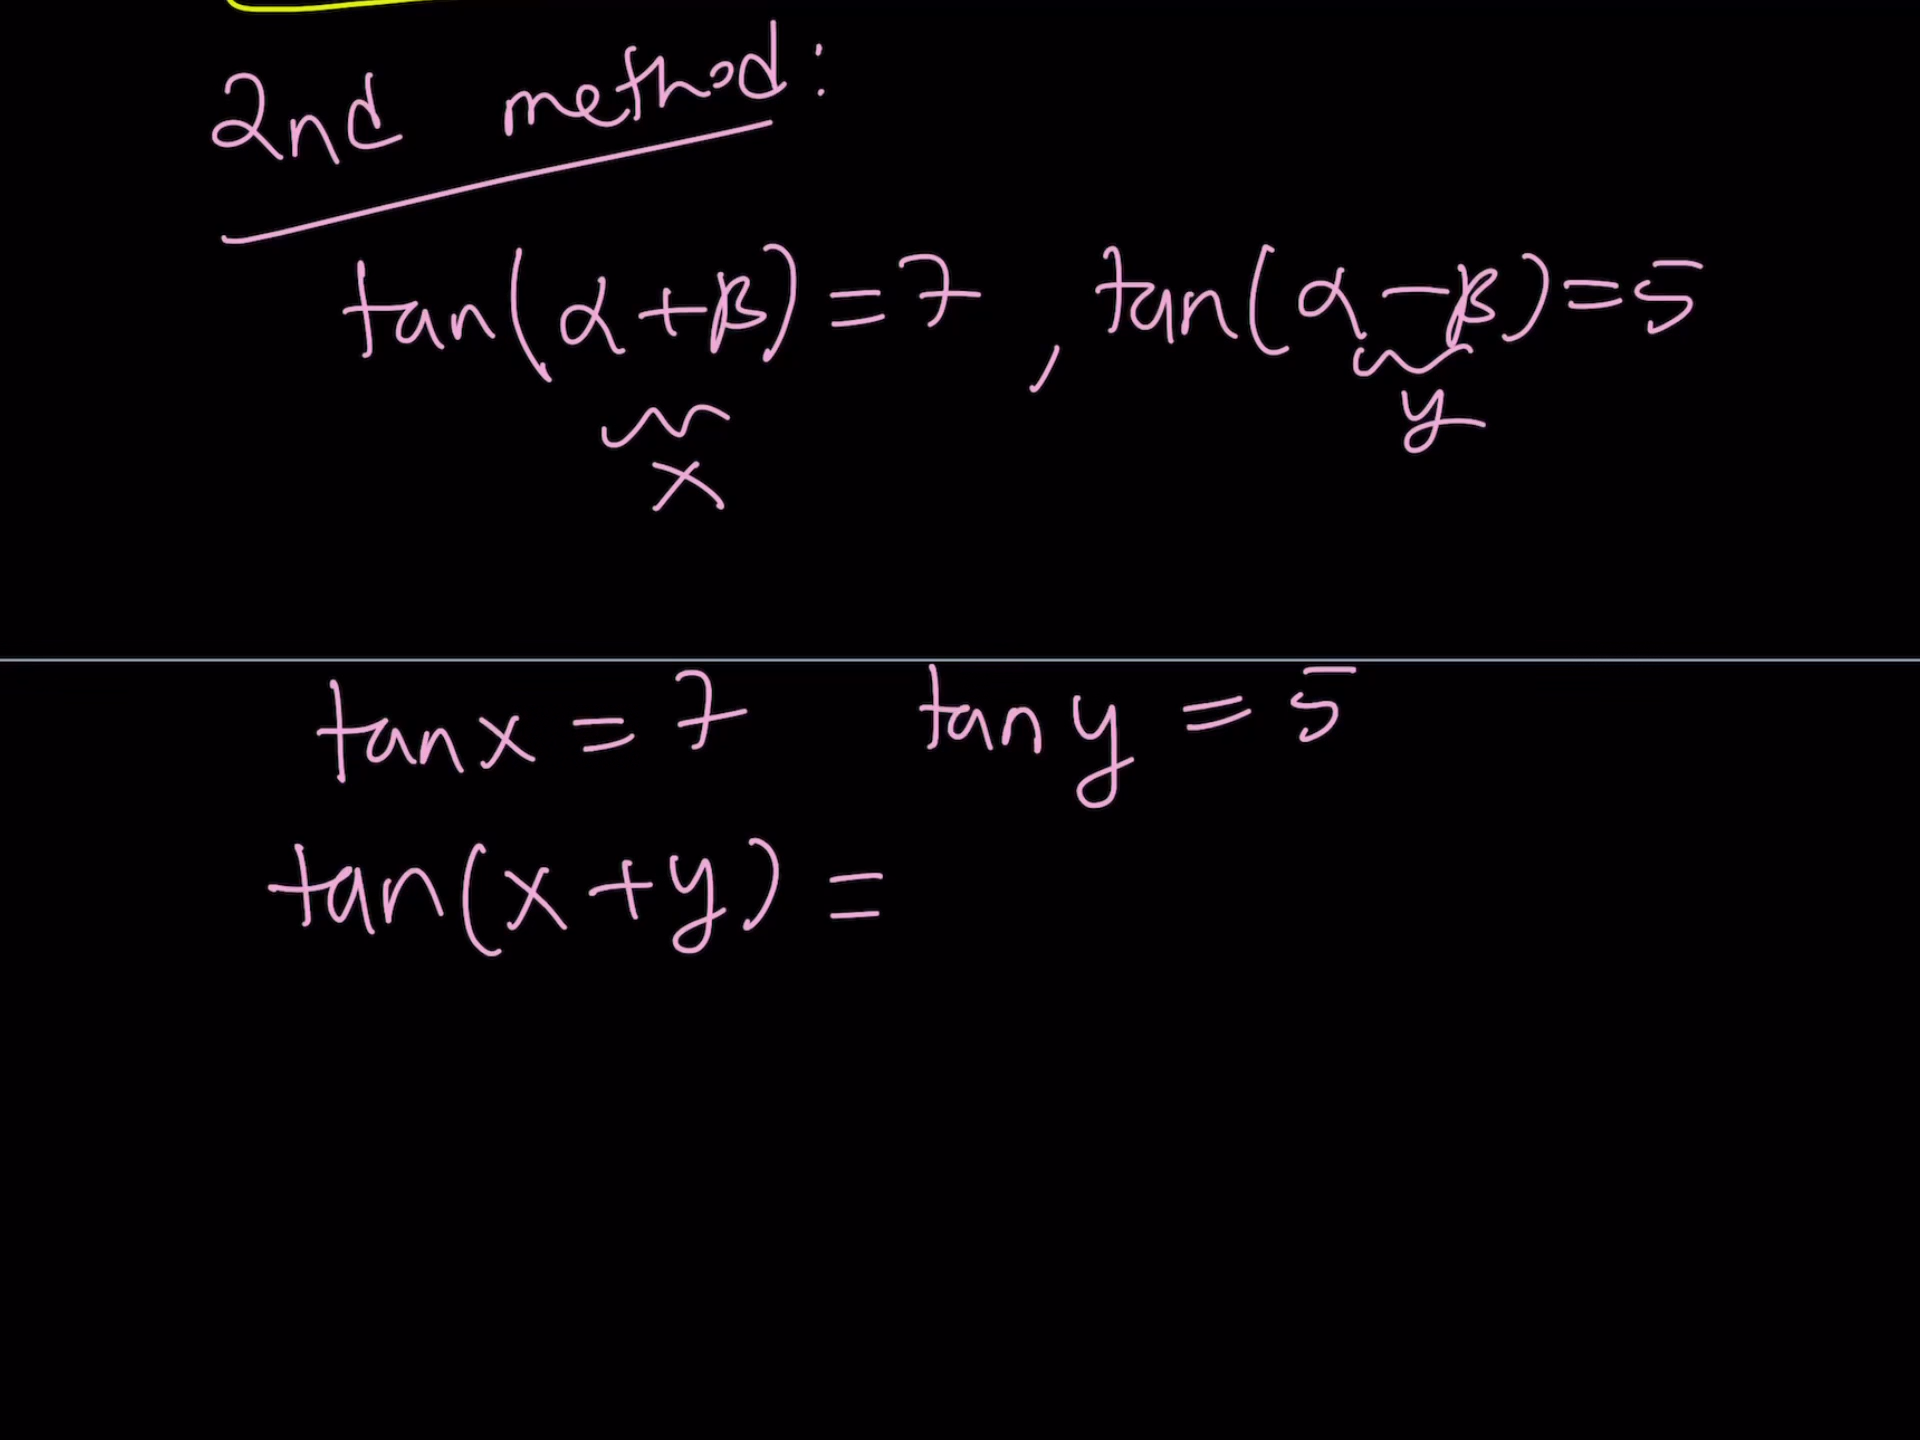 2nd method:
tan(α+β)=7, tan(α-β)=5
x y
tanx=7 tany=5
tan(x+y)=